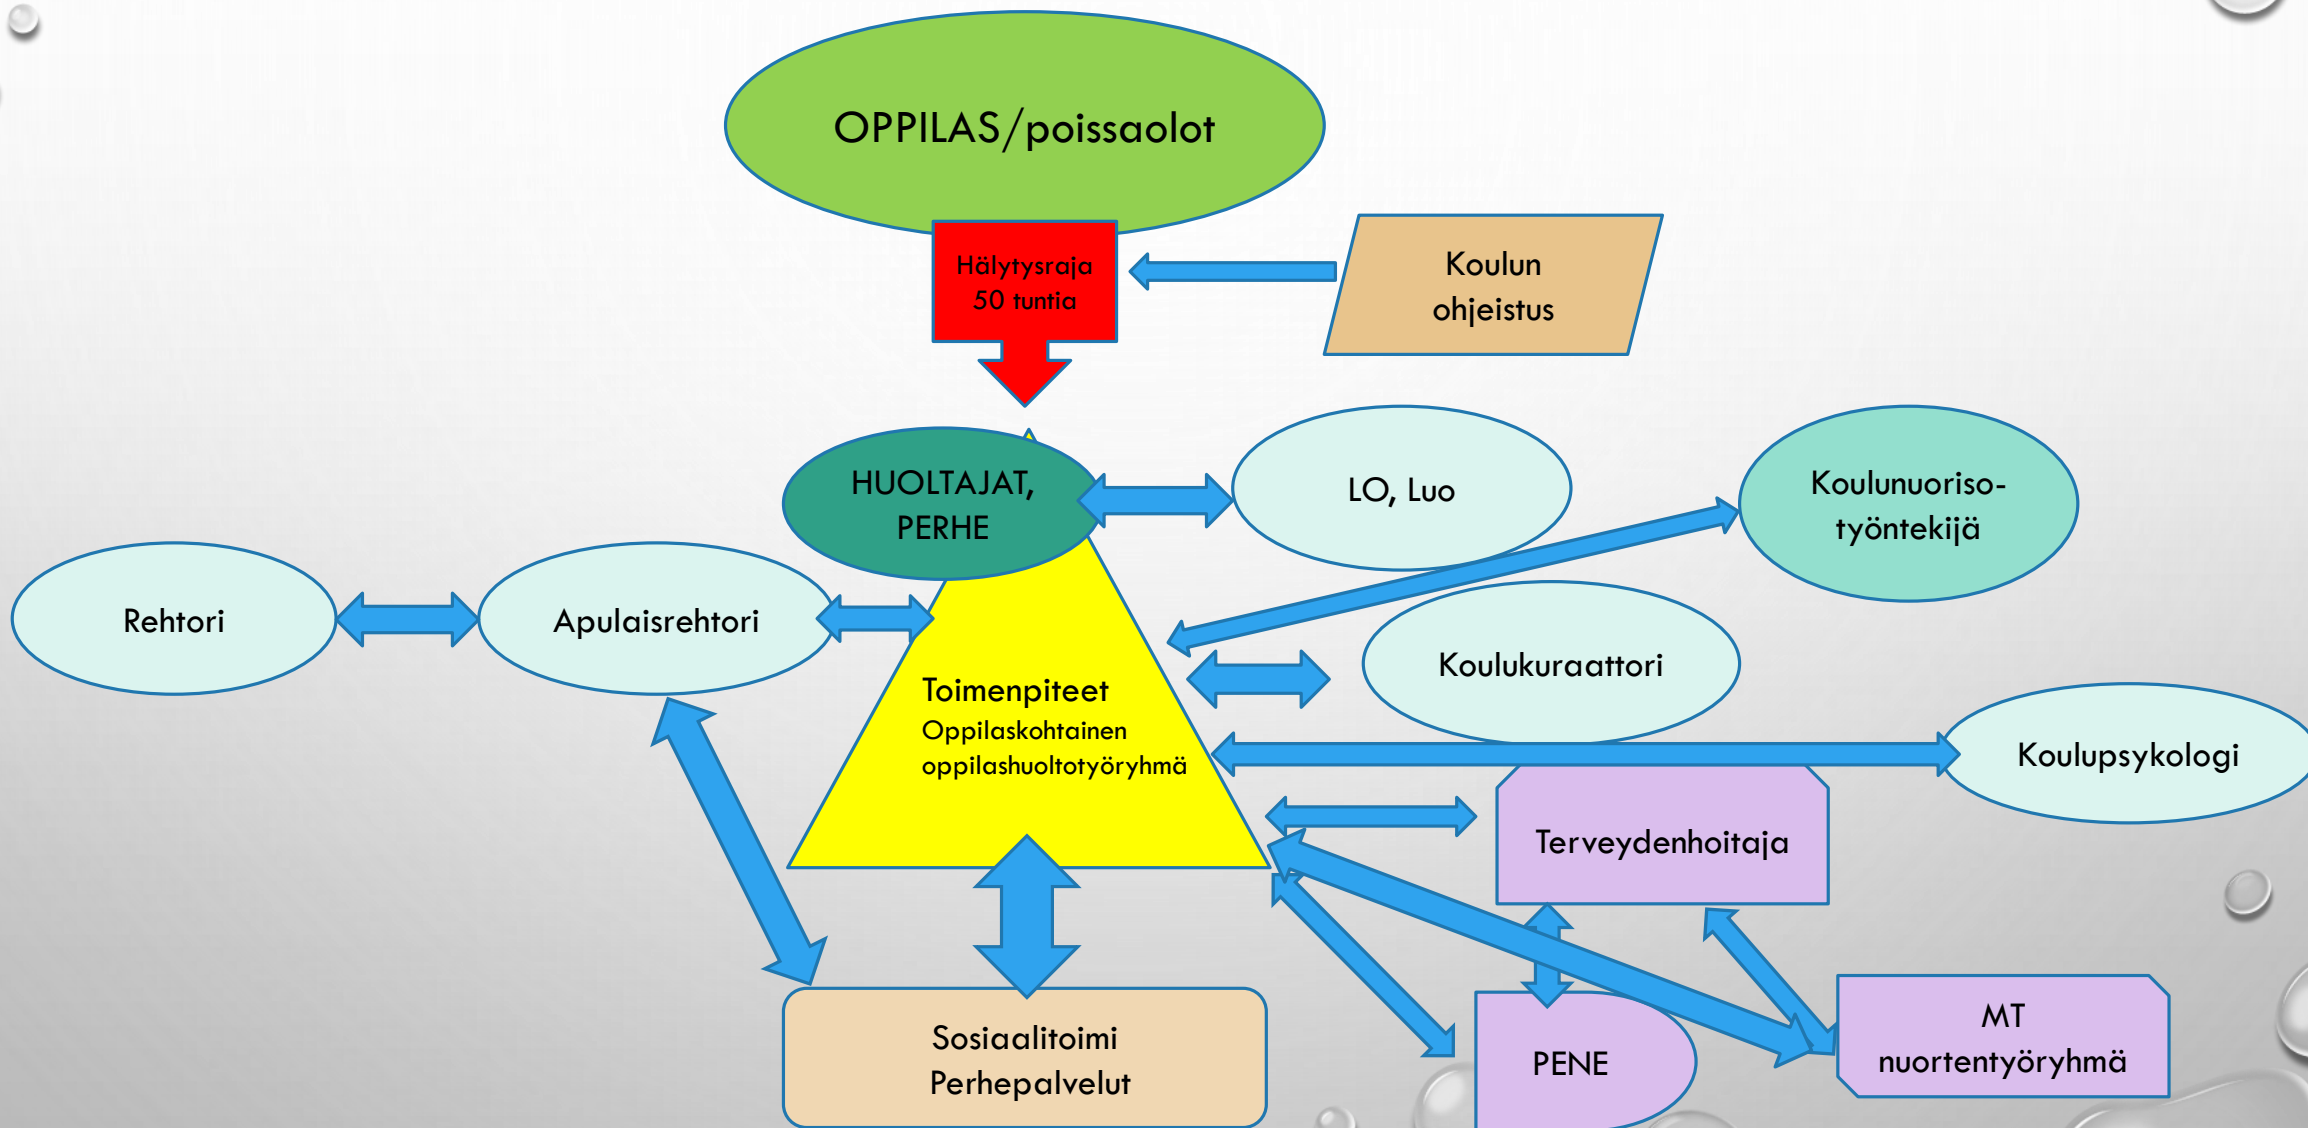 OPPILAS/poissaolot
Hälytysraja
50 tuntia
Koulun
ohjeistus
HUOLTAJAT,
PERHE
LO, Luo
Koulunuoriso-
työntekijä
Rehtori
Apulaisrehtori
Koulukuraattori
Toimenpiteet
Oppilaskohtainen
oppilashuoltotyöryhmä
Koulupsykologi
Terveydenhoitaja
Sosiaalitoimi
Perhepalvelut
PENE
MT
nuortentyöryhmä